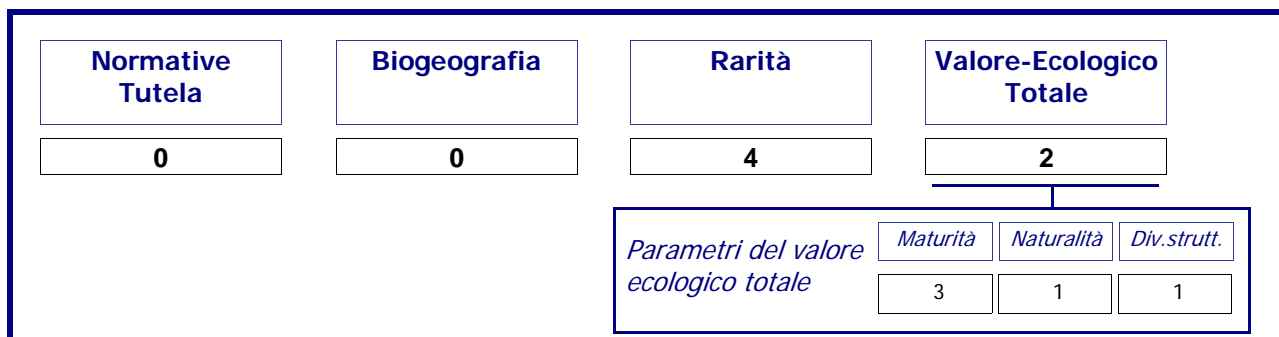 Normative
Tutela
Biogeografia
Rarità
Valore-Ecologico
Totale
0
0
4
2
Parametri del valore
ecologico totale
Maturità
Naturalità
Div.strutt.
3
1
1